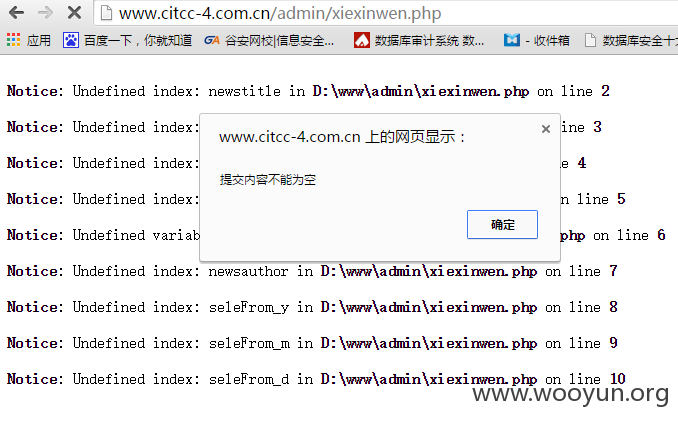 www.citcc-4.com.cn/admin/xiexinwen.php
应用 百度一下，你就知道 GA 谷安网校|信息安全... 数据库审计系统 数... - 收件箱 数据库安全十大
Notice: Undefined index: newstitle in D:\www\admin\xiexinwen.php on line 2
Notice: Undefined index: line 3
Notice: Undefined index: line 4
Notice: Undefined index: on line 5
Notice: Undefined php on line 6
Notice: Undefined index: newsauthor in D:\www\admin\xiexinwen.php on line 7
Notice: Undefined index: seleFrom_y in D:\www\admin\xiexinwen.php on line 8
Notice: Undefined index: seleFrom_m in D:\www\admin\xiexinwen.php on line 9
Notice: Undefined index: seleFrom_d in D:\www\admin\xiexinwen.php on line 10
www.citcc-4.com.cn 上的网页显示：
提交内容不能为空
确定
www.wooyun.org